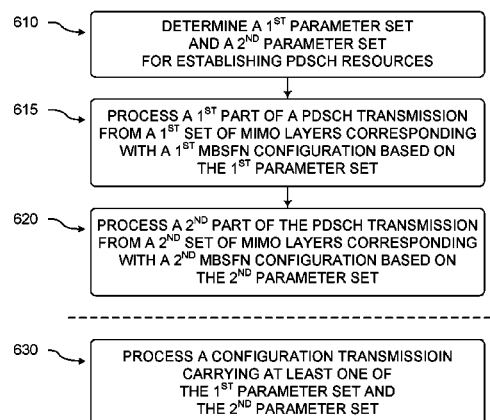 610
DETERMINE A 1ST PARAMETER SET
AND A 2ND PARAMETER SET
FOR ESTABLISHING PDSCH RESOURCES
615
PROCESS A 1ST PART OF A PDSCH TRANSMISSION
FROM A 1ST SET OF MIMO LAYERS CORRESPONDING
WITH A 1ST MBSFN CONFIGURATION BASED ON
THE 1ST PARAMETER SET
620
PROCESS A 2ND PART OF THE PDSCH TRANSMISSION
FROM A 2ND SET OF MIMO LAYERS CORRESPONDING
WITH A 2ND MBSFN CONFIGURATION BASED ON
THE 2ND PARAMETER SET
630
PROCESS A CONFIGURATION TRANSMISSIOIN
CARRYING AT LEAST ONE OF
THE 1ST PARAMETER SET AND
THE 2ND PARAMETER SET